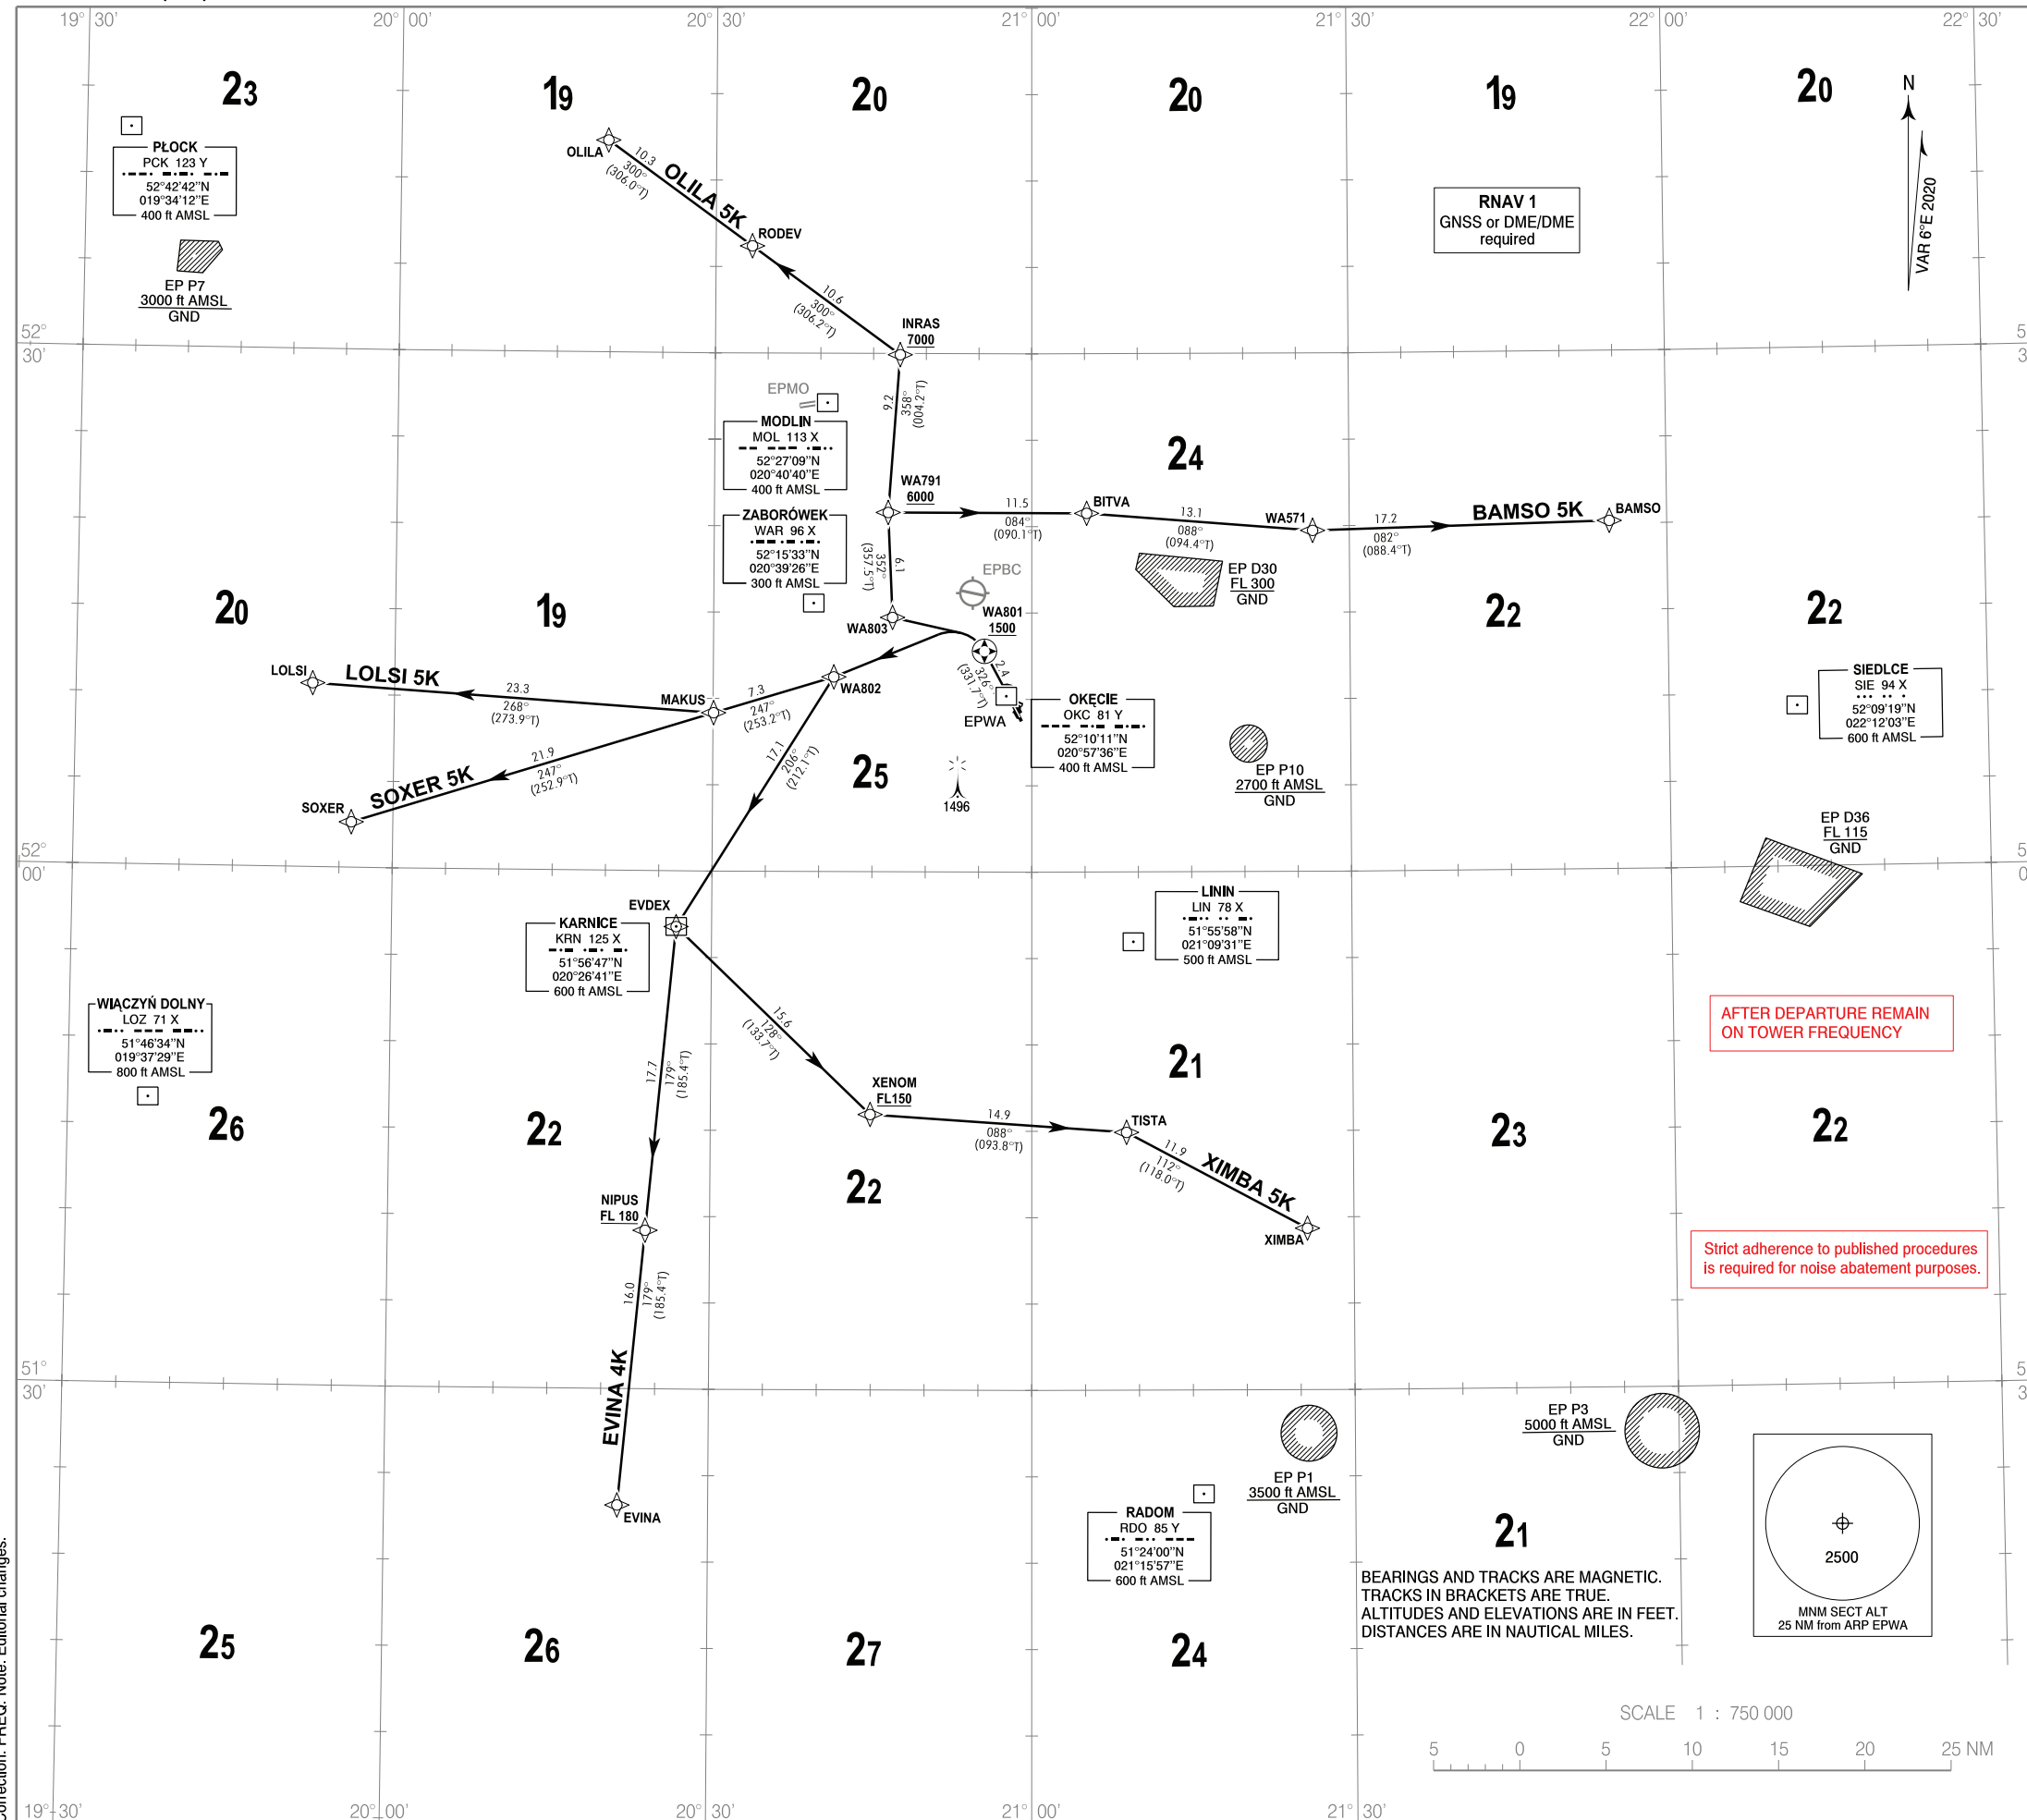 19° 30'
20° 00'
20° 30'
21° 00'
21° 30'
22° 00'
22° 30'
23
19
20
20
19
20
N
VAR 6°E 2020
PŁOCK
PCK 123 Y
52°42'42"N
019°34'12"E
400 ft AMSL
EP P7
3000 ft AMSL
GND
OLILA
10.3
300°
(306.0°T)
OLILA 5K
RODEV
10.6
300°
(306.2°T)
INRAS
7000
RNAV 1
GNSS or DME/DME
required
52°
30'
5
3
EPMO
MODLIN
MOL 113 X
52°27'09"N
020°40'40"E
400 ft AMSL
9.2
358°
(004.2°T)
24
WA791
6000
11.5
084°
(090.1°T)
BITVA
13.1
088°
(094.4°T)
WA571
17.2
082°
(088.4°T)
BAMSO 5K
BAMSO
ZABORÓWEK
WAR 96 X
52°15'33"N
020°39'26"E
300 ft AMSL
6.1
352°
(357.5°T)
EPBC
EP D30
FL 300
GND
20
19
22
22
WA803
WA801
1500
2.4
326°
(331.7°T)
EPWA
OKĘCIE
OKC 81 Y
52°10'11"N
020°57'36"E
400 ft AMSL
SIEDLCE
SIE 94 X
52°09'19"N
022°12'03"E
600 ft AMSL
LOLSI
LOLSI 5K
23.3
268°
(273.9°T)
MAKUS
7.3
247°
(253.2°T)
WA802
21.9
247°
(252.9°T)
SOXER 5K
SOXER
17.1
206°
(212.1°T)
25
1496
EP P10
2700 ft AMSL
GND
EP D36
FL 115
GND
52°
00'
5
0
EVDEX
KARNICE
KRN 125 X
51°56'47"N
020°26'41"E
600 ft AMSL
LININ
LIN 78 X
51°55'58"N
021°09'31"E
500 ft AMSL
WIĄCZYŃ DOLNY
LOZ 71 X
51°46'34"N
019°37'29"E
800 ft AMSL
AFTER DEPARTURE REMAIN
ON TOWER FREQUENCY
15.6
128°
(133.7°T)
17.7
179°
(185.4°T)
XENOM
FL150
14.9
088°
(093.8°T)
TISTA
11.9
112°
(118.0°T)
XIMBA 5K
XIMBA
21
26
22
22
23
22
NIPUS
FL 180
16.0
179°
(185.4°T)
EVINA 4K
EVINA
Strict adherence to published procedures
is required for noise abatement purposes.
51°
30'
5
3
EP P1
3500 ft AMSL
GND
EP P3
5000 ft AMSL
GND
RADOM
RDO 85 Y
51°24'00"N
021°15'57"E
600 ft AMSL
21
2500
MNM SECT ALT
25 NM from ARP EPWA
BEARINGS AND TRACKS ARE MAGNETIC.
TRACKS IN BRACKETS ARE TRUE.
ALTITUDES AND ELEVATIONS ARE IN FEET.
DISTANCES ARE IN NAUTICAL MILES.
25
26
27
24
SCALE 1 : 750 000
5 0 5 10 15 20 25 NM
19° 30'
20° 00'
20° 30'
21° 00'
21° 30'
Correction: FREQ. Note. Editorial changes.